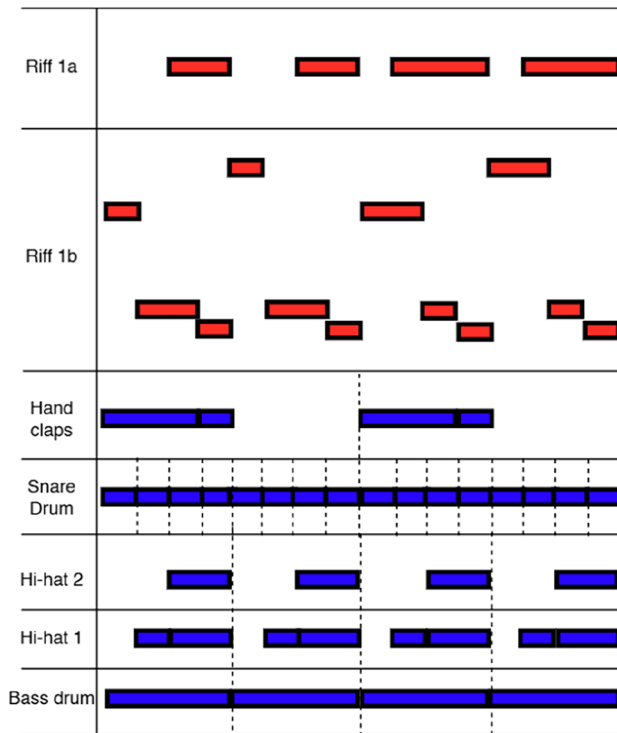 Riff 1a
Riff 1b
Hand
claps
Snare
Drum
Hi-hat 2
Hi-hat 1
Bass drum